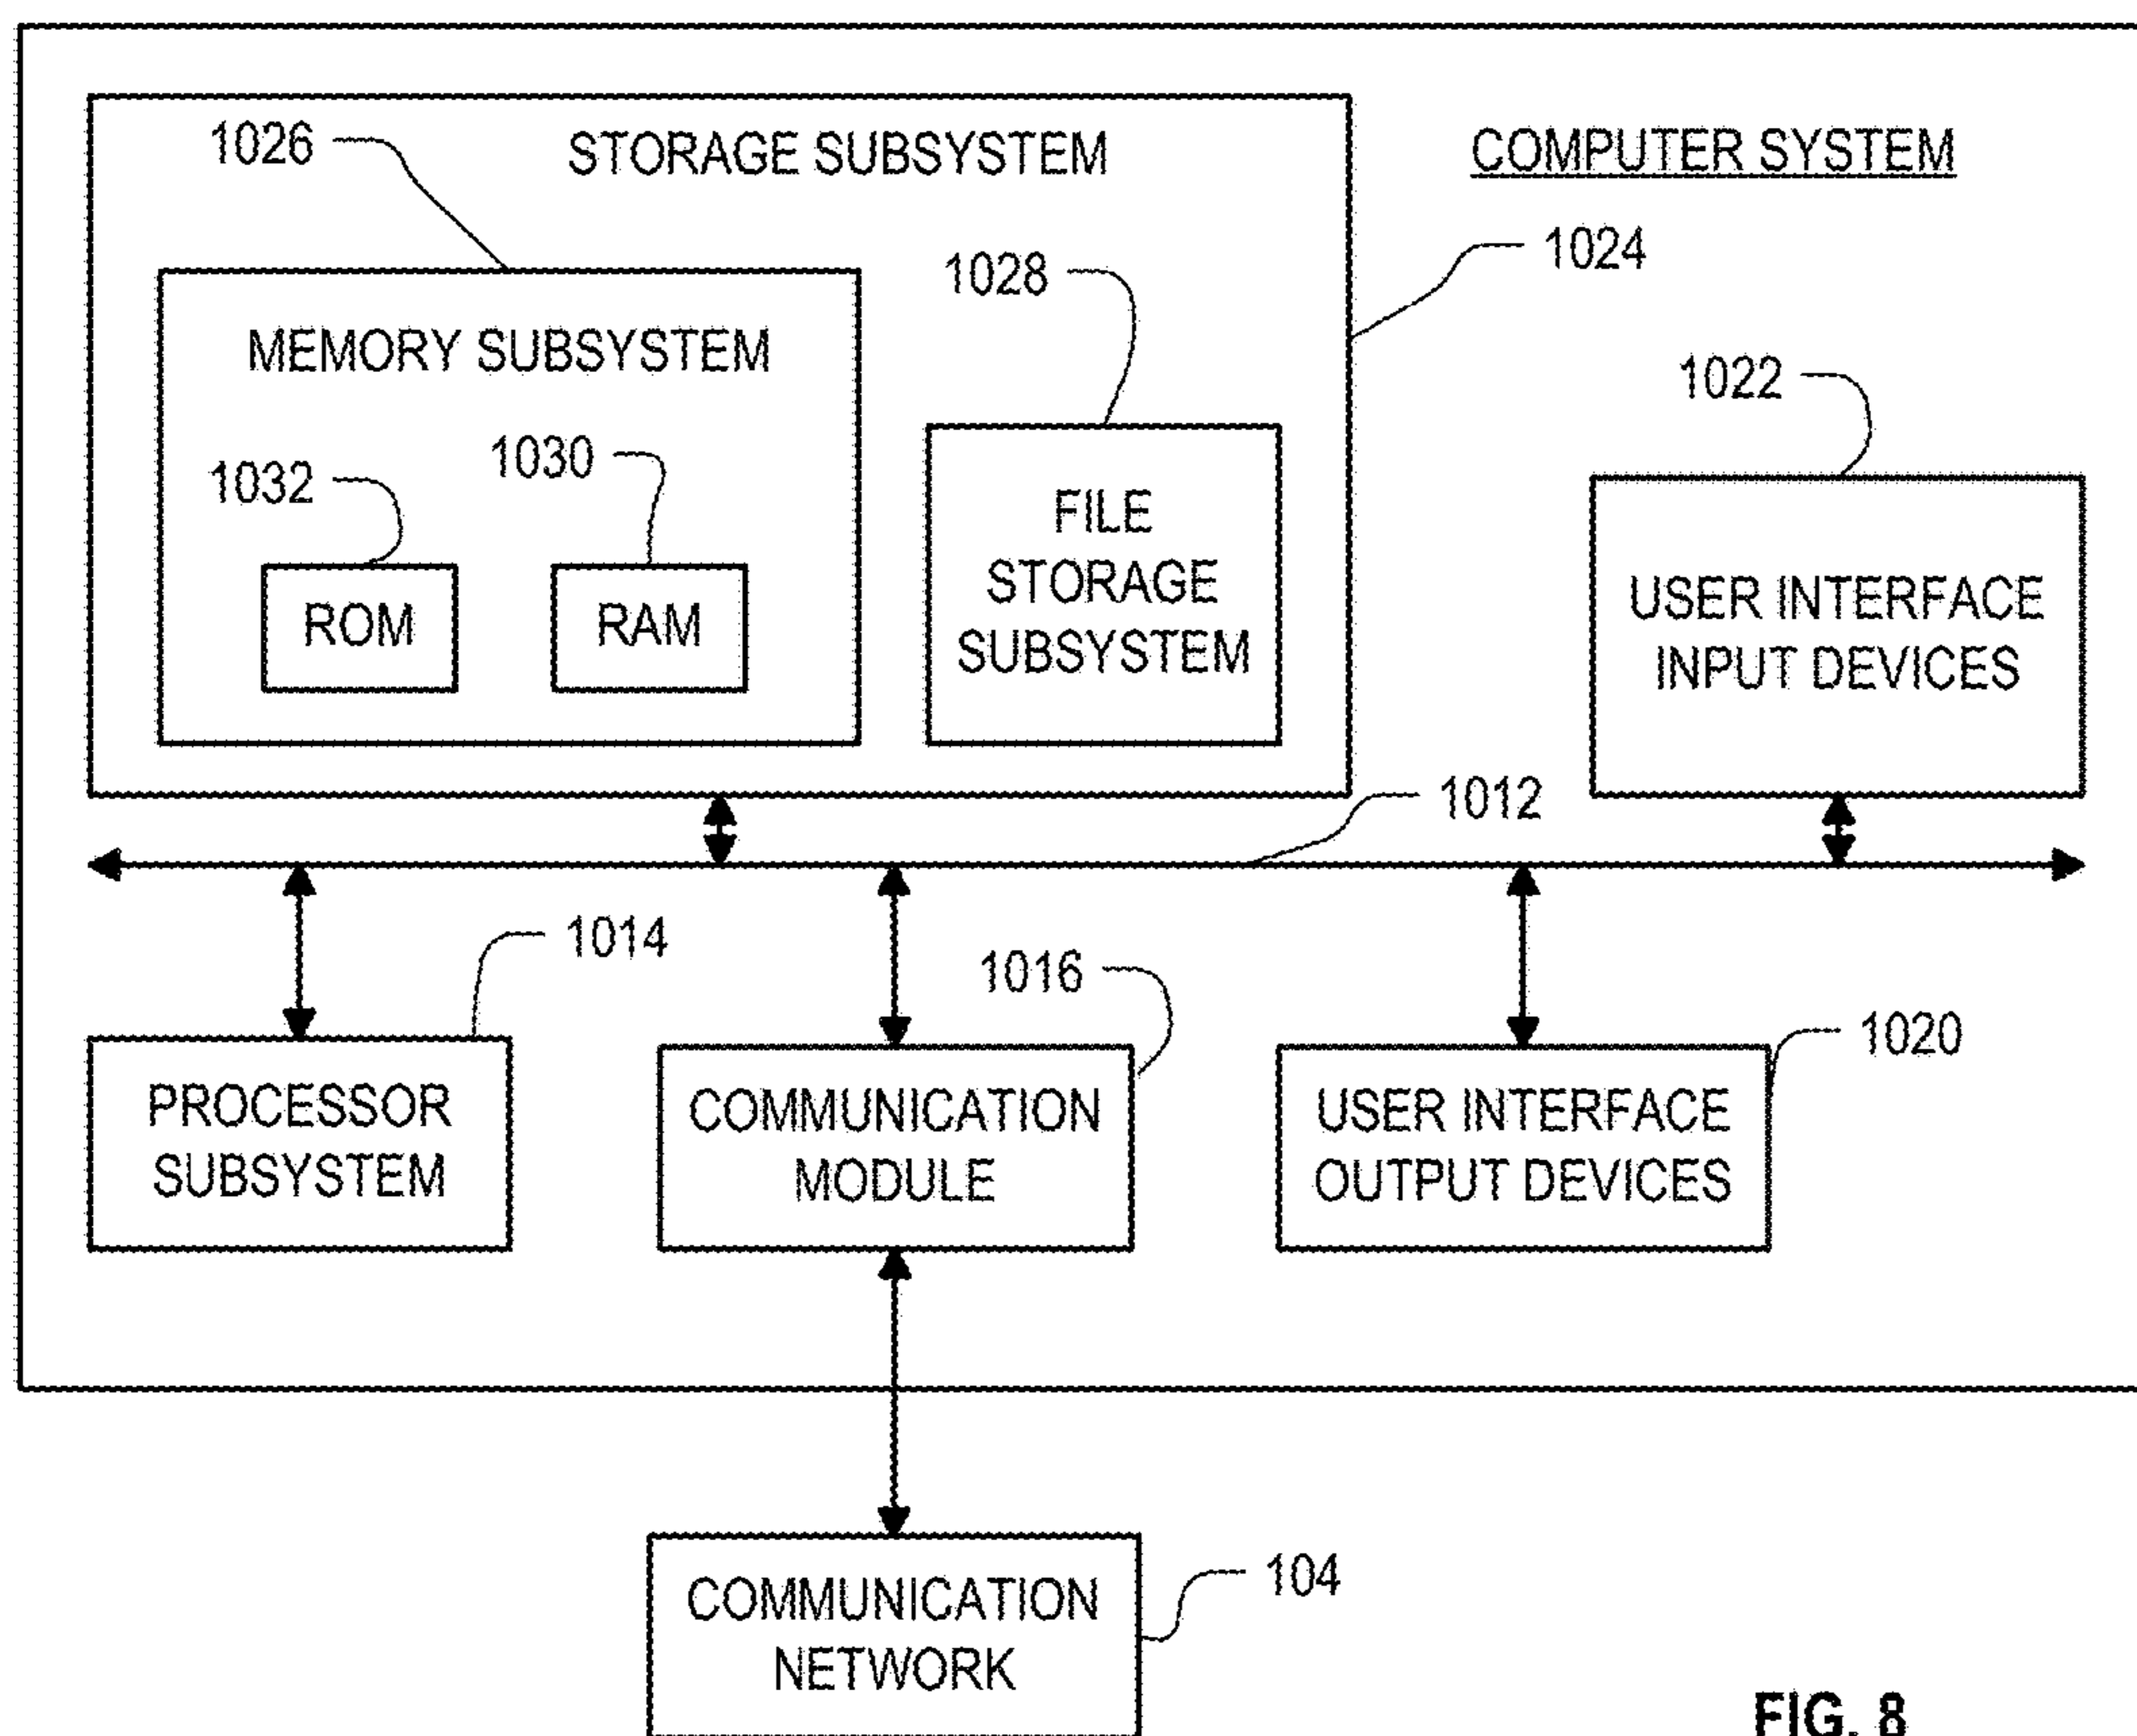 1026
STORAGE SUBSYSTEM
COMPUTER SYSTEM
1024
1028
MEMORY SUBSYSTEM
1022
1032
1030
FILE
STORAGE
SUBSYSTEM
ROM
RAM
USER INTERFACE
INPUT DEVICES
1012
1014
1016
1020
PROCESSOR
SUBSYSTEM
COMMUNICATION
MODULE
USER INTERFACE
OUTPUT DEVICES
104
COMMUNICATION
NETWORK
FIG. 8